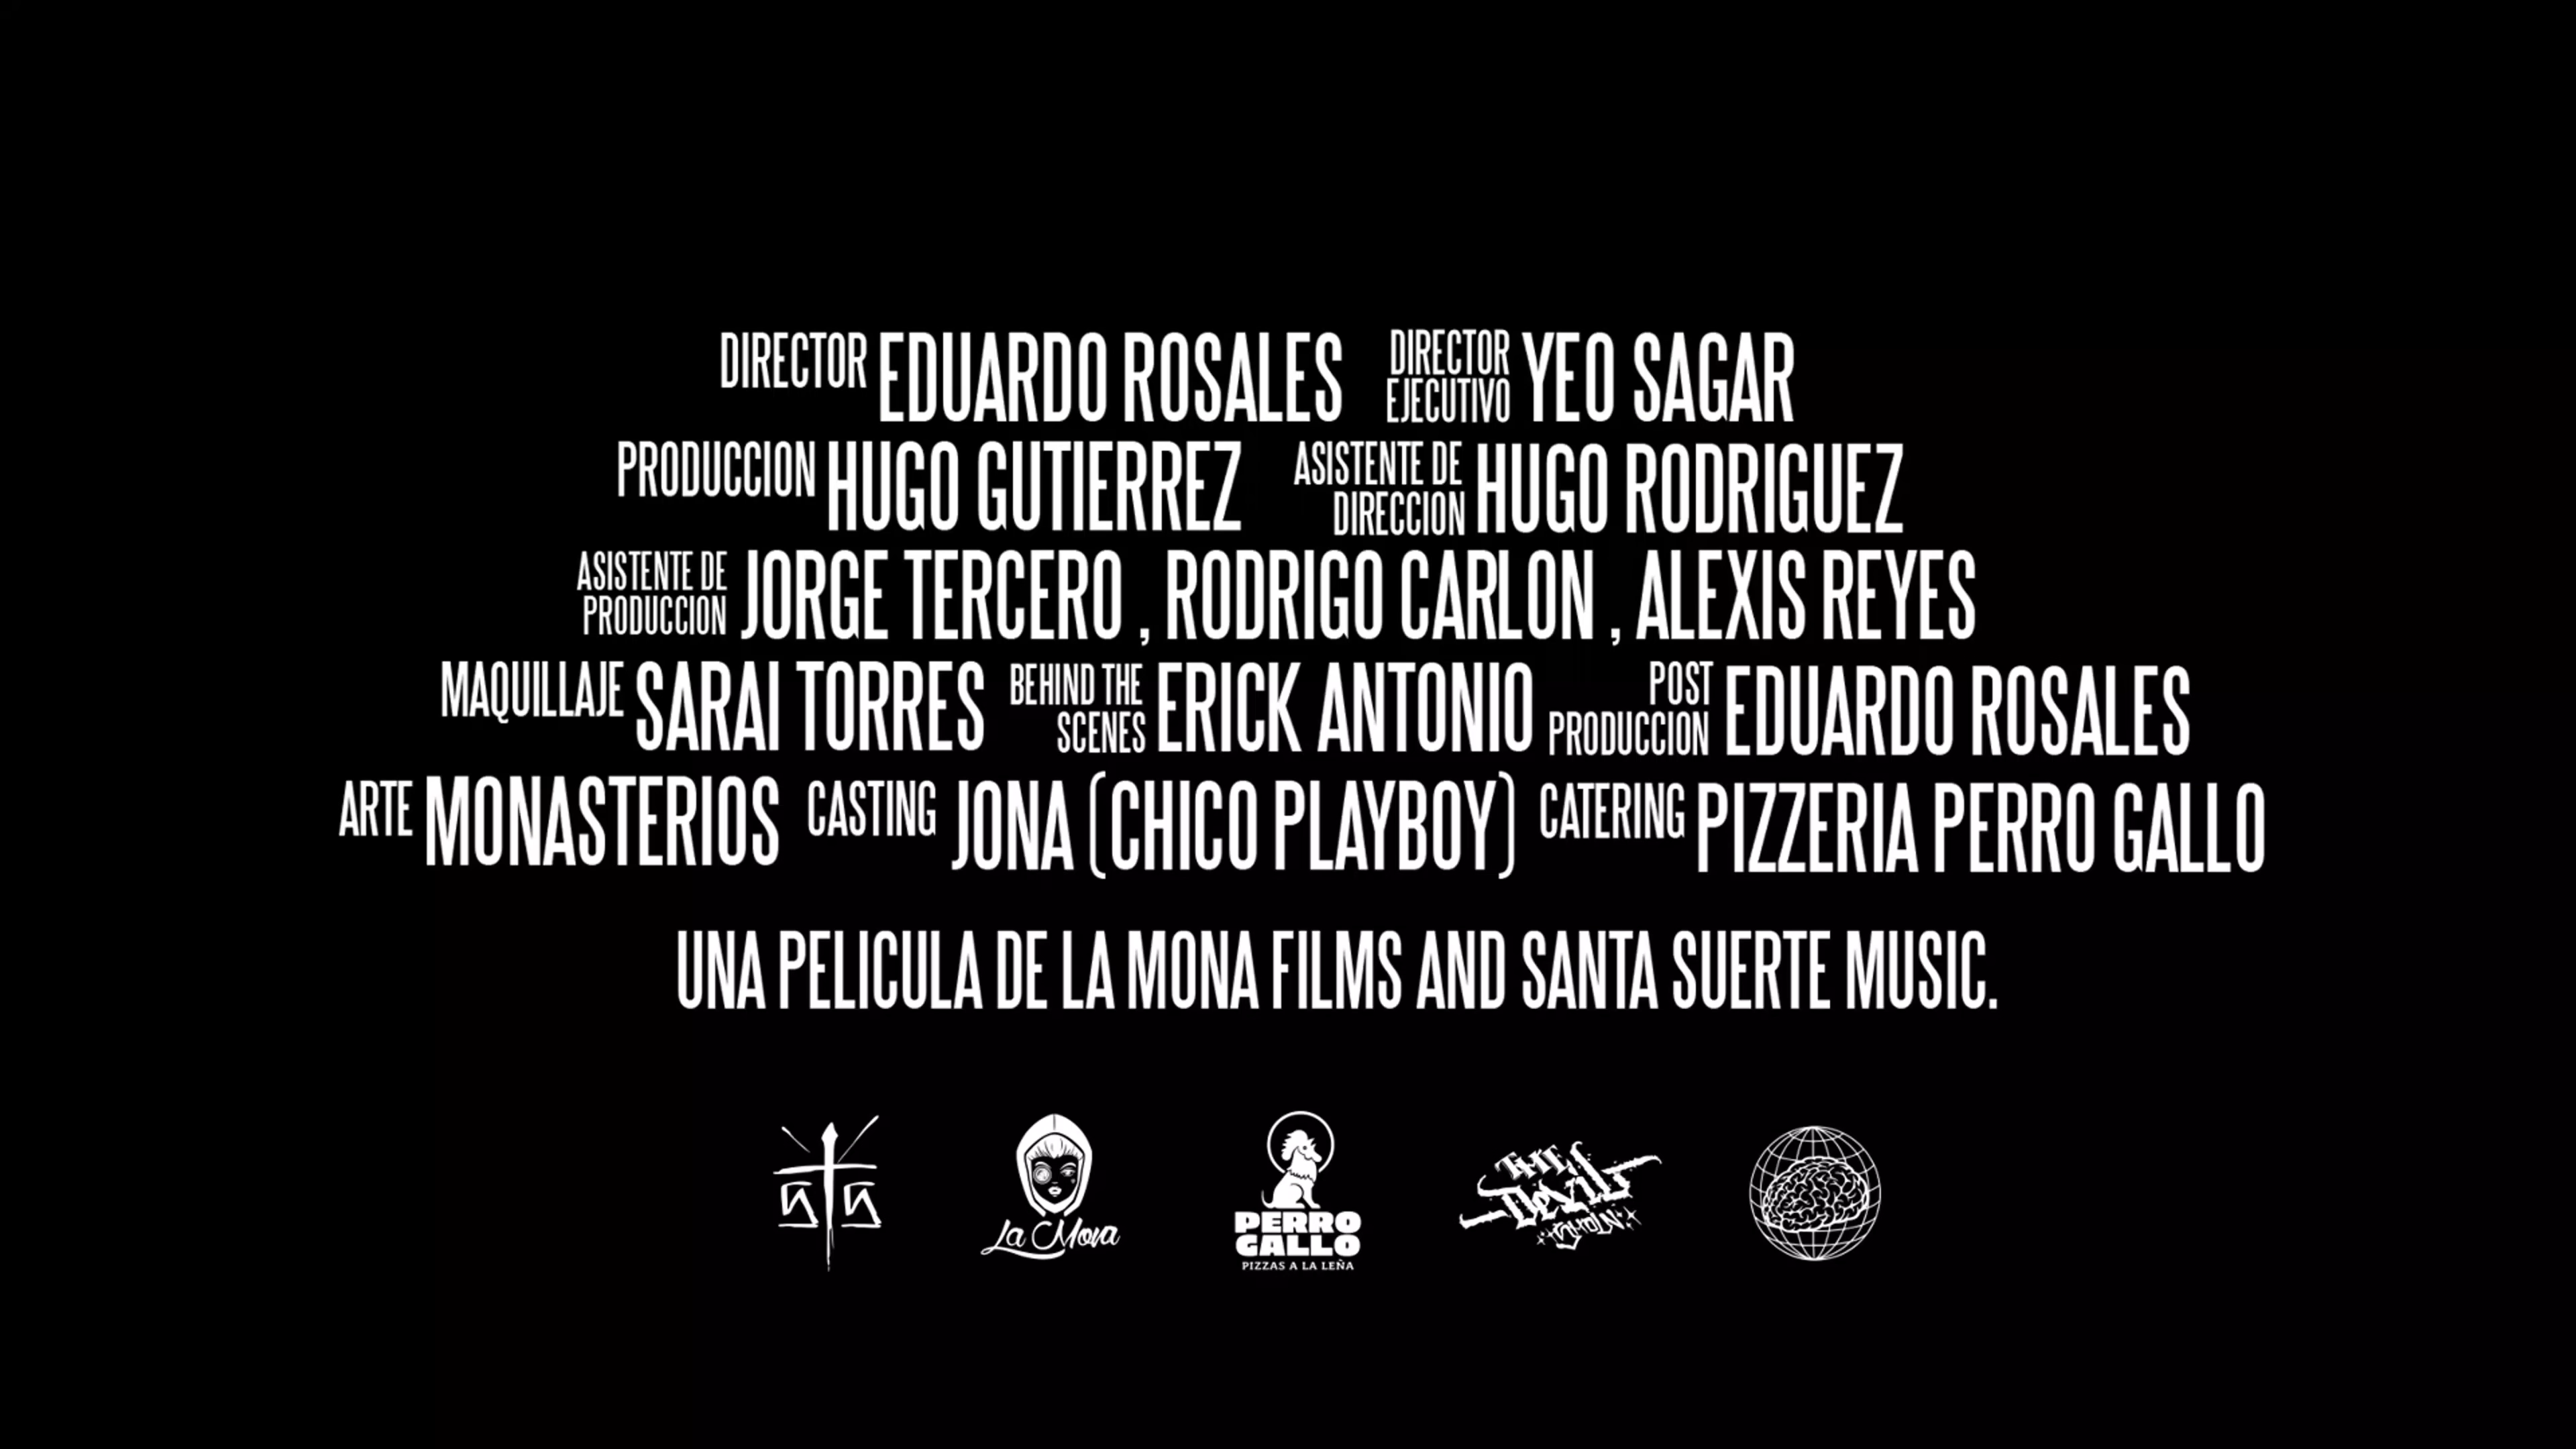 DIRECTOR EDUARDO ROSALES DIRECTOR EJECUTIVO YEO SAGAR
PRODUCCION HUGO GUTIERREZ ASISTENTE DE DIRECCION HUGO RODRIGUEZ
ASISTENTE DE PRODUCCION JORGE TERCERO , RODRIGO CARLON , ALEXIS REYES
MAQUILLAJE SARAI TORRES BEHIND THE SCENES ERICK ANTONIO POST PRODUCCION EDUARDO ROSALES
ARTE MONASTERIOS CASTING JONA (CHICO PLAYBOY) CATERING PIZZERIA PERRO GALLO
UNA PELICULA DE LA MONA FILMS AND SANTA SUERTE MUSIC.
La Mona
PERRO
GALLO
PIZZAS A LA LEÑA
THE
DEVIL